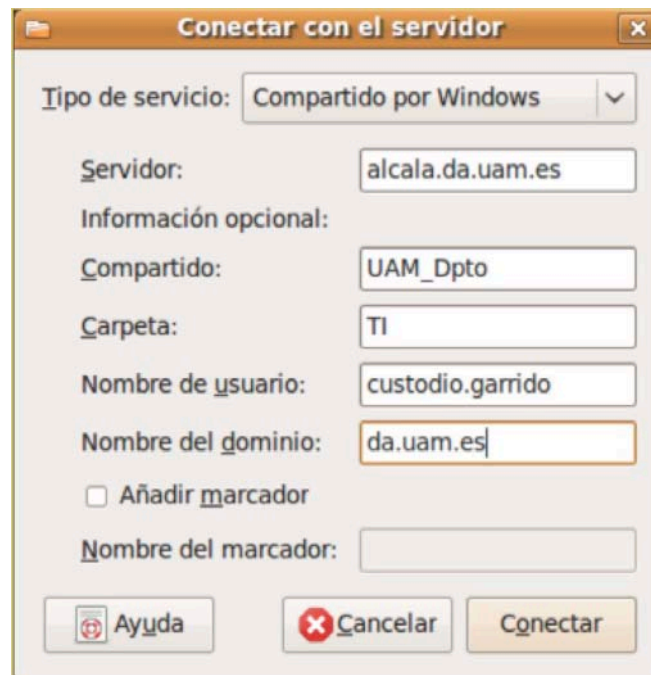 Conectar con el servidor
Tipo de servicio: Compartido por Windows
Servidor: alcala.da.uam.es
Información opcional:
Compartido: UAM_Dpto
Carpeta: TI
Nombre de usuario: custodio.garrido
Nombre del dominio: da.uam.es
Añadir marcador
Nombre del marcador:
Ayuda Cancelar Conectar